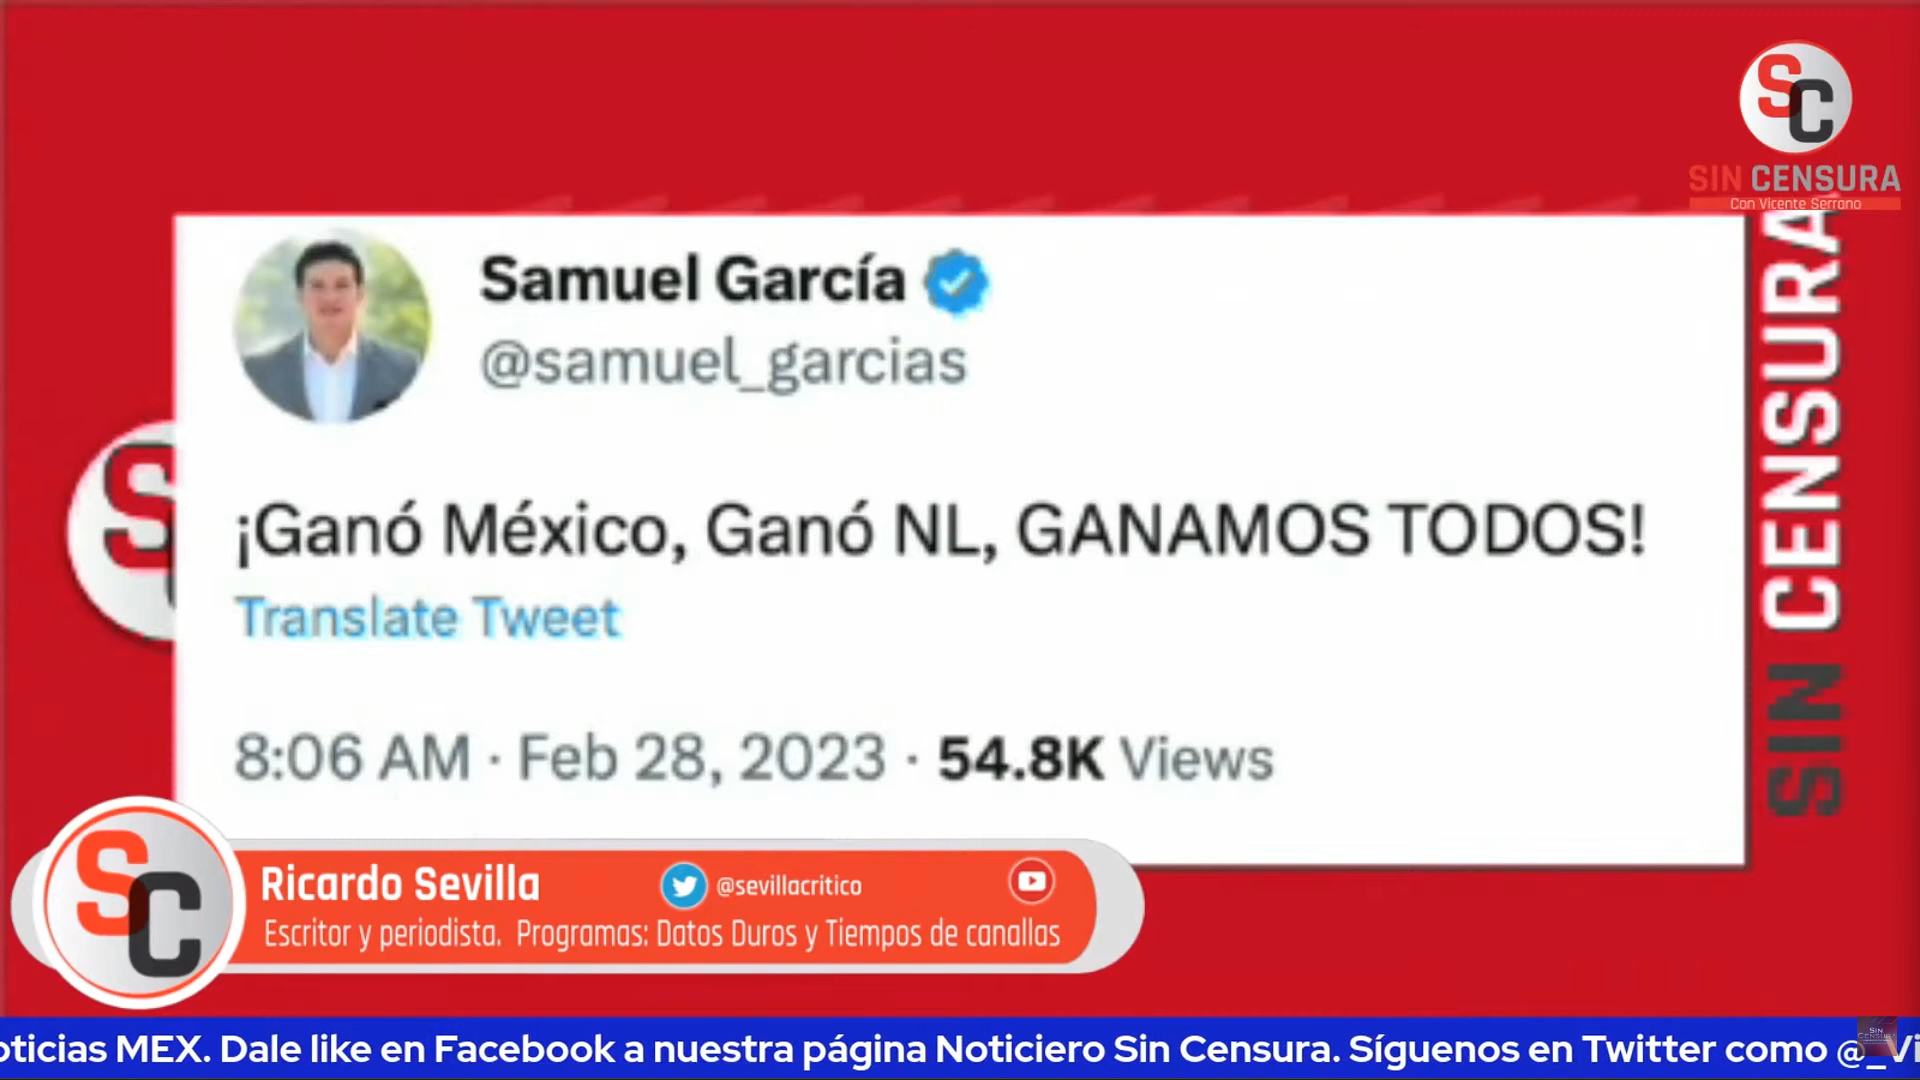 SC
SIN CENSURA
Con Vicente Serrano
Samuel García
@samuel_garcias
¡Ganó México, Ganó NL, GANAMOS TODOS!
Translate Tweet
8:06 AM · Feb 28, 2023 · 54.8K Views
SIN CENSURA
S
SC
Ricardo Sevilla
@sevillacritico
Escritor y periodista. Programas: Datos Duros y Tiempos de canallas
oticias MEX. Dale like en Facebook a nuestra página Noticiero Sin Censura. Síguenos en Twitter como @_Vi